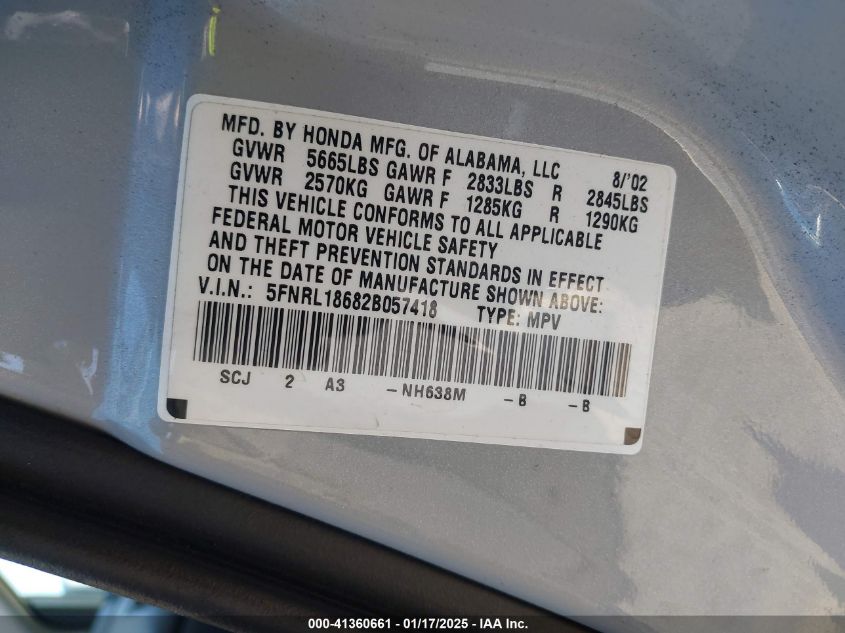 MFD. BY HONDA MFG. OF ALABAMA, LLC 8/'02
GVWR 5665LBS GAWR F 2833LBS R 2845LBS
GVWR 2570KG GAWR F 1285KG R 1290KG
THIS VEHICLE CONFORMS TO ALL APPLICABLE
FEDERAL MOTOR VEHICLE SAFETY
AND THEFT PREVENTION STANDARDS IN EFFECT
ON THE DATE OF MANUFACTURE SHOWN ABOVE:
V.I.N.: 5FNRL18682B057418 TYPE: MPV
SCJ 2 A3 -NH638M -B -B
000-41360661 - 01/17/2025 - IAA Inc.